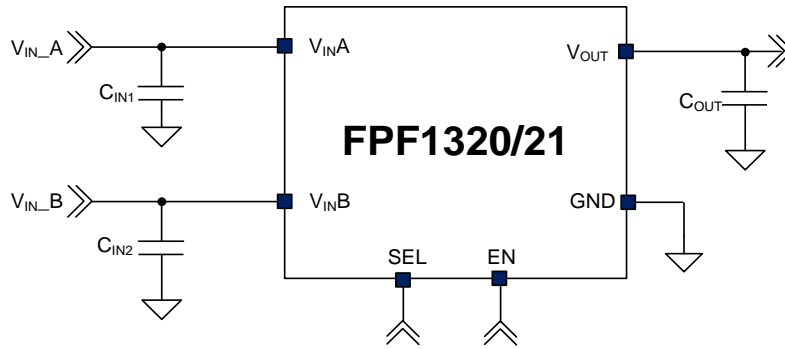 V_IN_A
V_INA
C_IN1
V_OUT
C_OUT
FPF1320/21
V_IN_B
V_INB
C_IN2
GND
SEL
EN